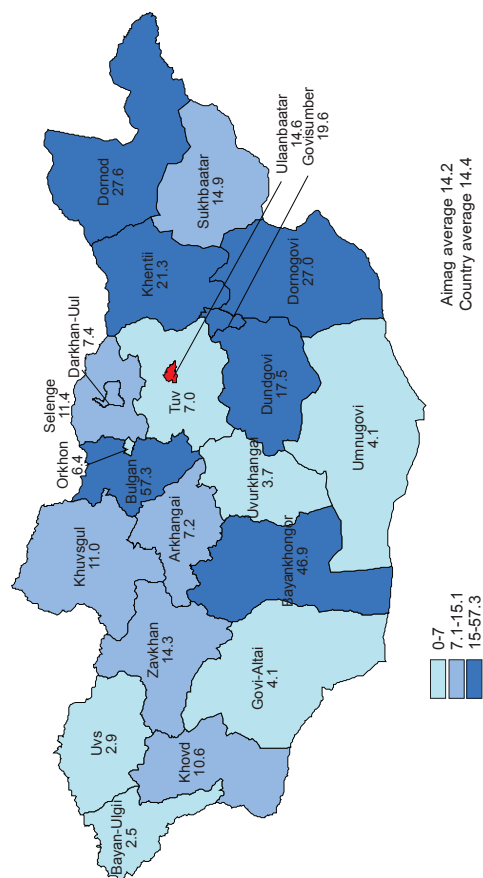 Bayan-Ulgii
2.5
Uvs
2.9
Khovd
10.6
Zavkhan
14.3
Govi-Altai
4.1
Khuvsgul
11.0
Arkhangai
7.2
Bayankhongor
46.9
Orkhon
6.4
Bulgan
57.3
Uvurkhangai
3.7
Selenge
11.4
Darkhan-Uul
7.4
Tuv
7.0
Dundgovi
17.5
Umnugovi
4.1
Khentii
21.3
Dornogovi
27.0
Dornod
27.6
Sukhbaatar
14.9
Ulaanbaatar
14.6
Govisumber
19.6
0-7
7.1-15.1
15-57.3
Aimag average 14.2
Country average 14.4